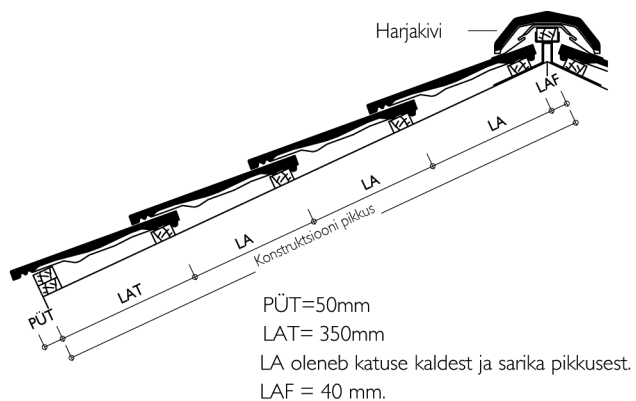 Harjakivi
LAF
LA
LA
LA
Konstruktsiooni pikkus
LAT
PÜT
PÜT=50mm
LAT= 350mm
LA oleneb katuse kaldest ja sarika pikkusest.
LAF = 40 mm.